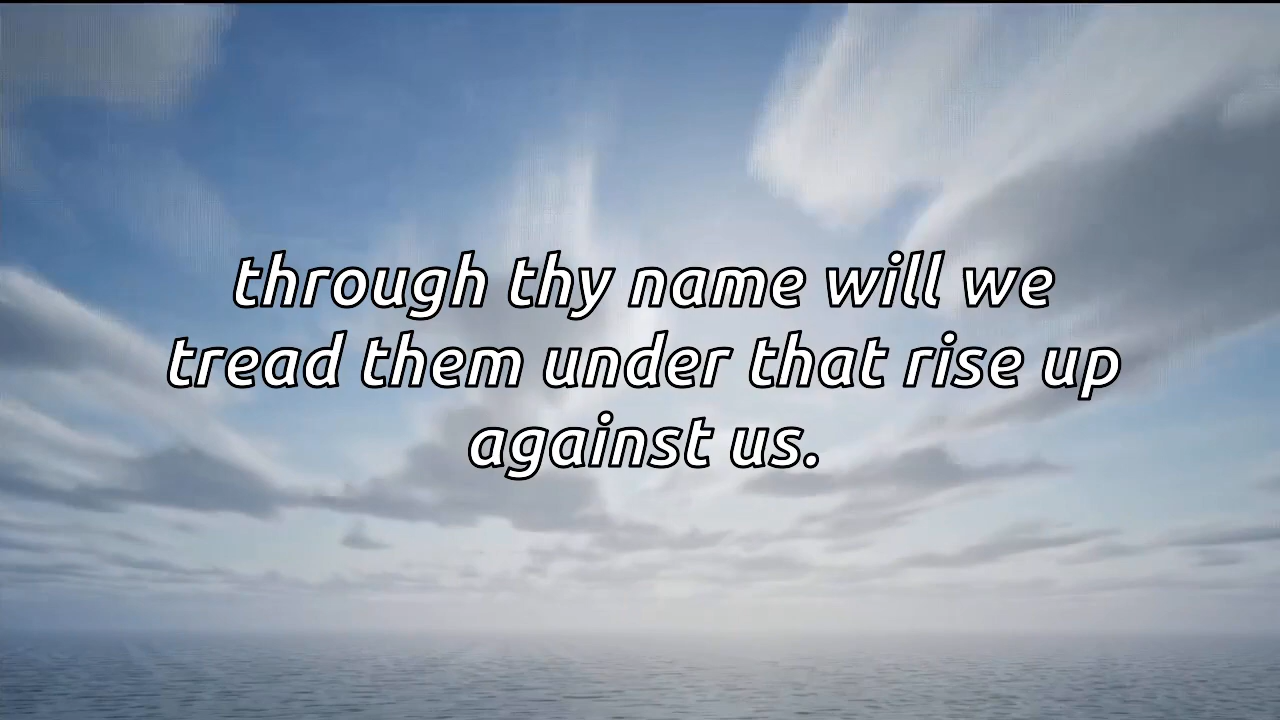 through thy name will we
tread them under that rise up
against us.